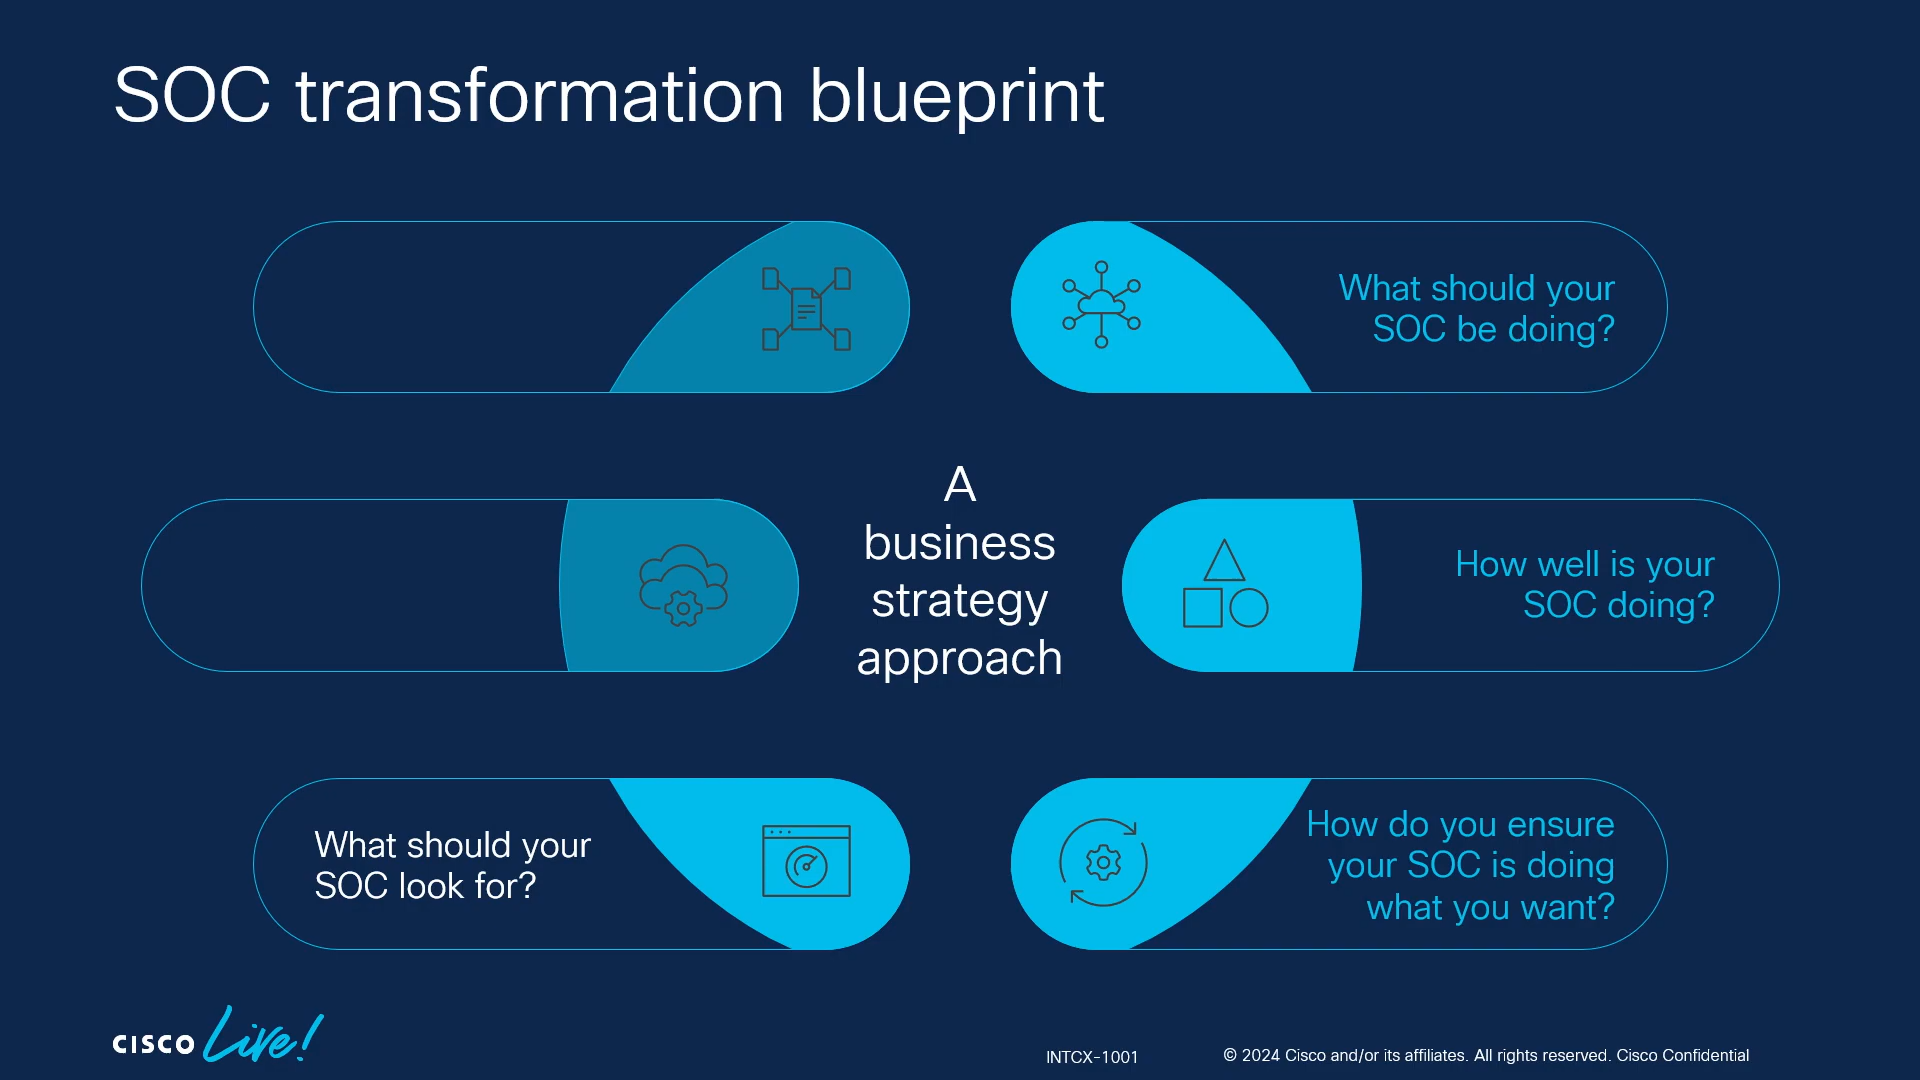 SOC transformation blueprint
What should your
SOC be doing?
A
business
strategy
approach
How well is your
SOC doing?
What should your
SOC look for?
How do you ensure
your SOC is doing
what you want?
CISCO Live!
INTCX-1001
© 2024 Cisco and/or its affiliates. All rights reserved. Cisco Confidential